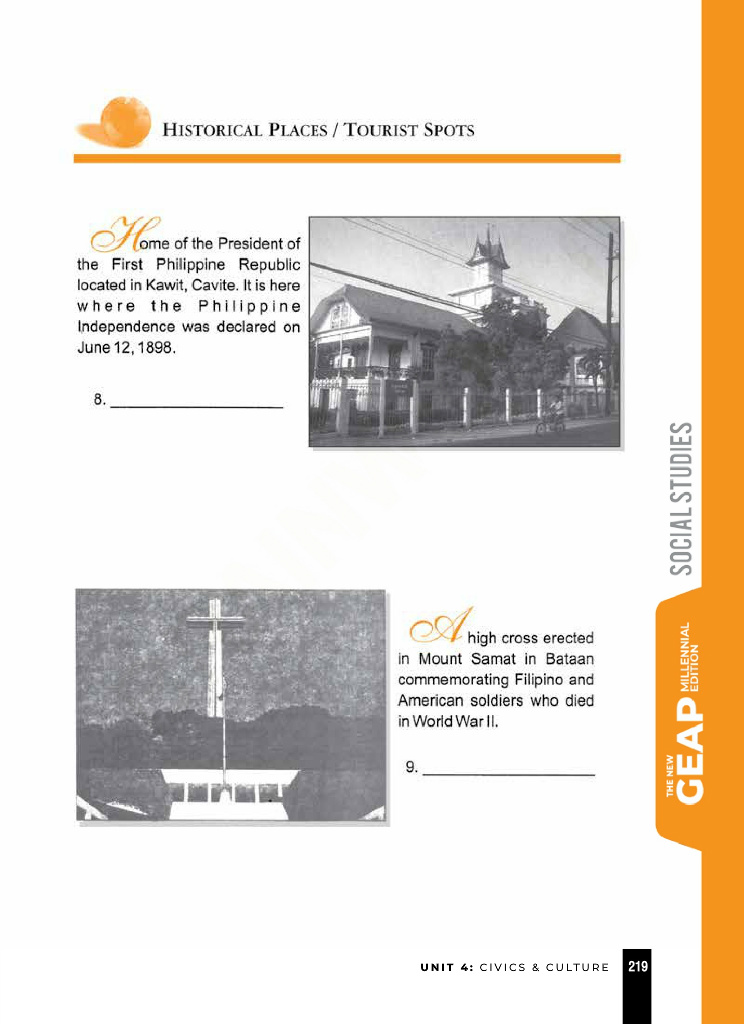 HISTORICAL PLACES / TOURIST SPOTS
Home of the President of
the First Philippine Republic
located in Kawit, Cavite. It is here
where the Philippine
Independence was declared on
June 12, 1898.
8. ____________________
A high cross erected
in Mount Samat in Bataan
commemorating Filipino and
American soldiers who died
in World War II.
9. ____________________
SOCIAL STUDIES
THE NEW
GEAP
MILLENNIAL
EDITION
UNIT 4: CIVICS & CULTURE
219